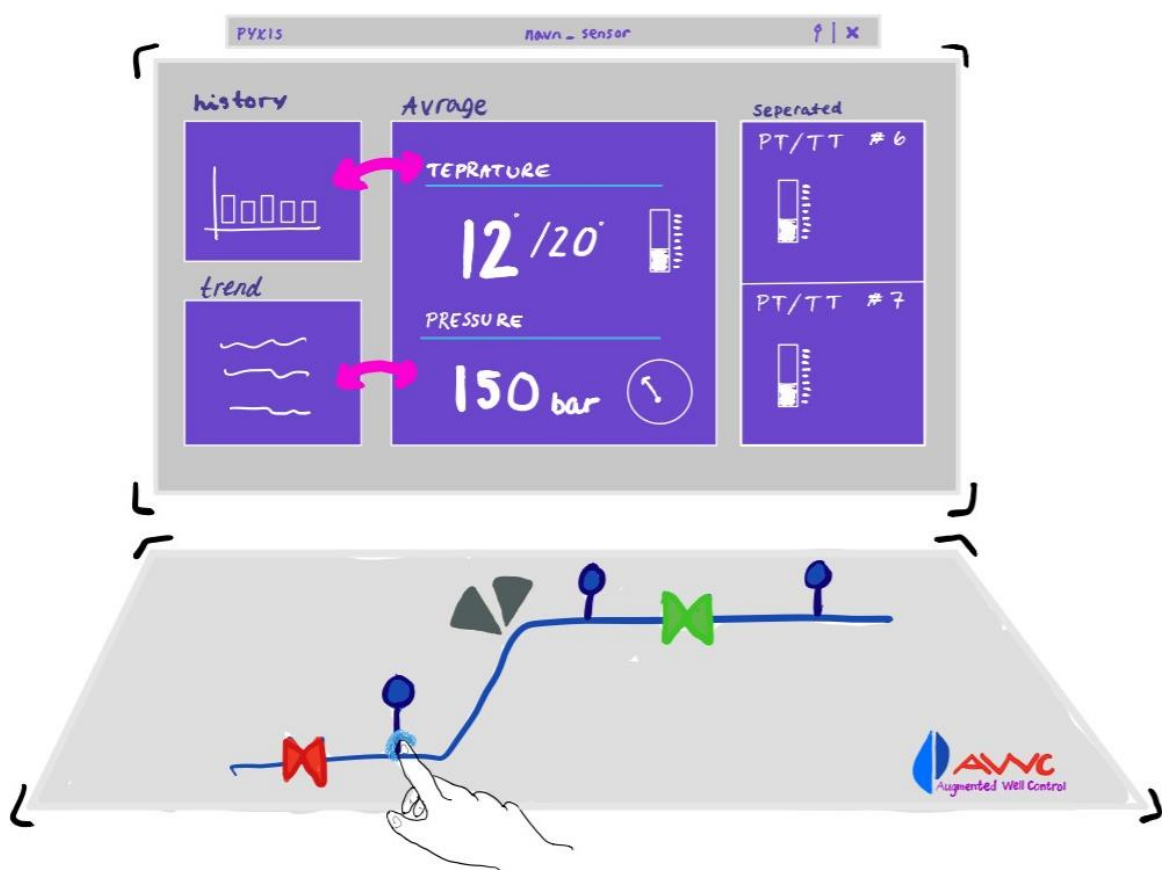 PYXIS navn_sensor
history
Avrage
seperated
TEPRATURE
12° /20°
PT/TT #6
trend
PRESSURE
150 bar
PT/TT #7
AWC
Augmented Well Control